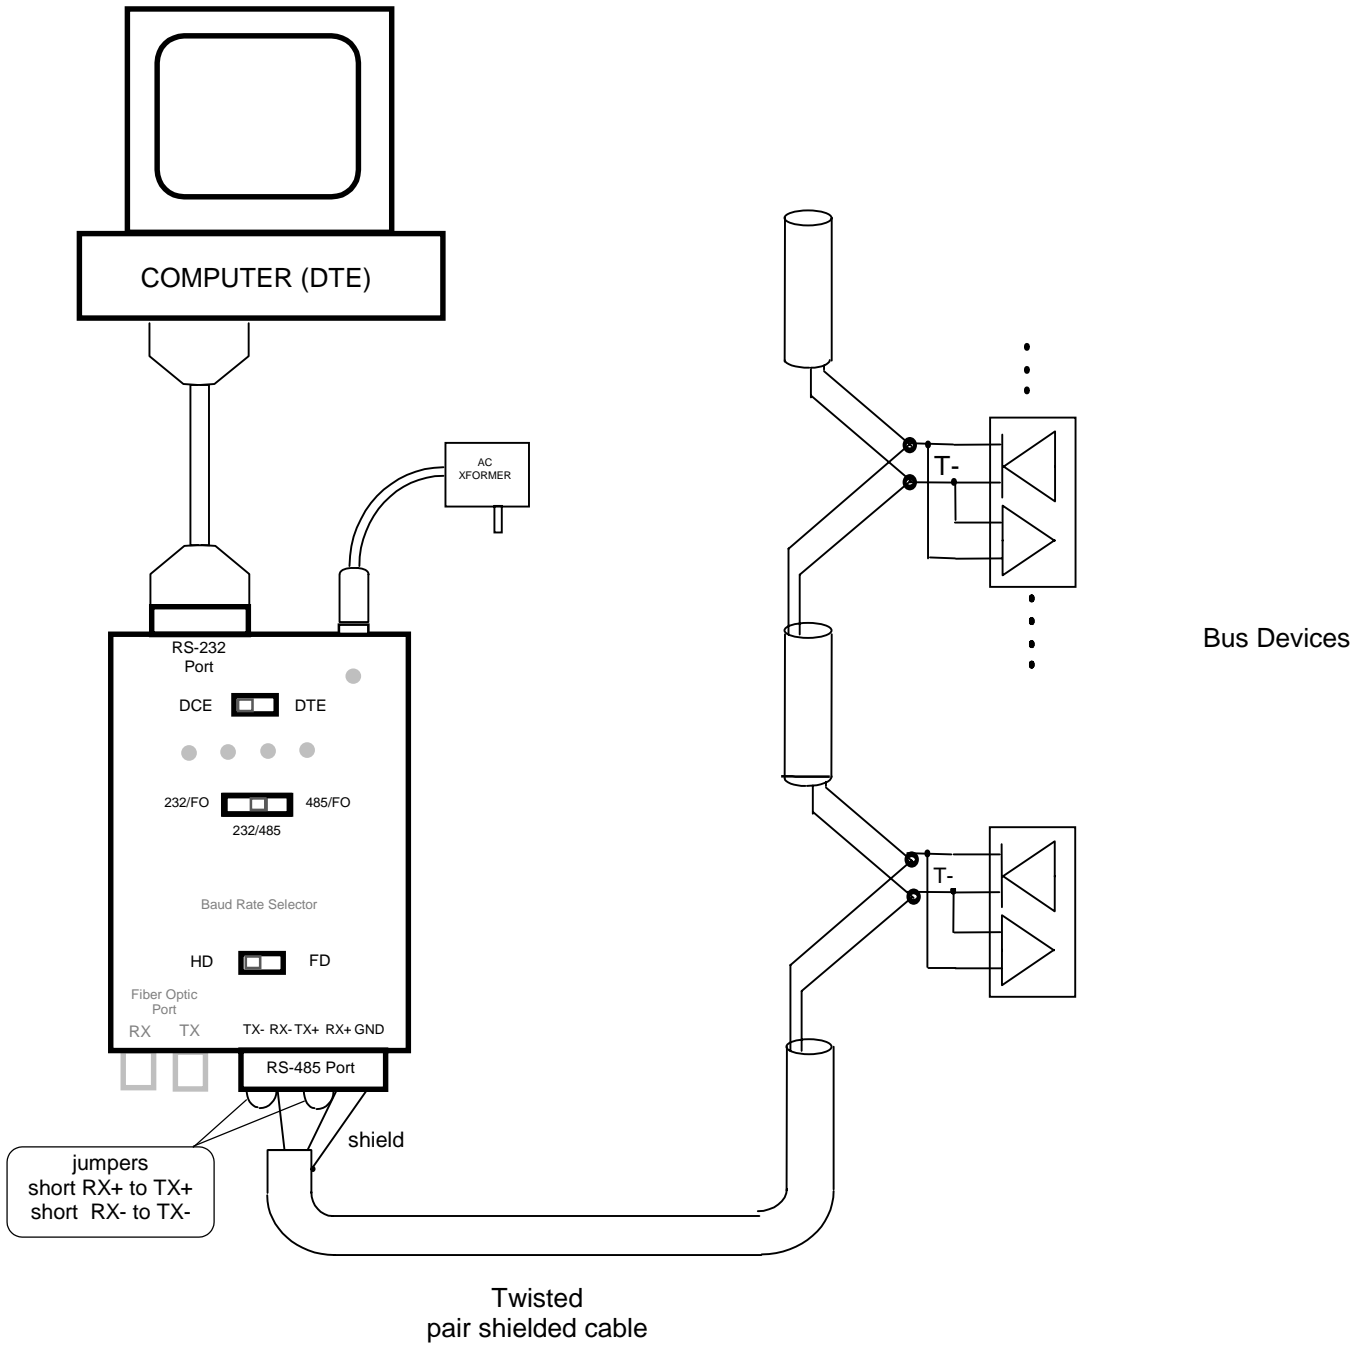 COMPUTER (DTE)
AC
XFORMER
RS-232
Port
DCE DTE
232/FO 485/FO
232/485
Baud Rate Selector
HD FD
Fiber Optic
Port
RX TX
TX- RX- TX+ RX+ GND
RS-485 Port
shield
jumpers
short RX+ to TX+
short RX- to TX-
Twisted
pair shielded cable
T-
Bus Devices
T-